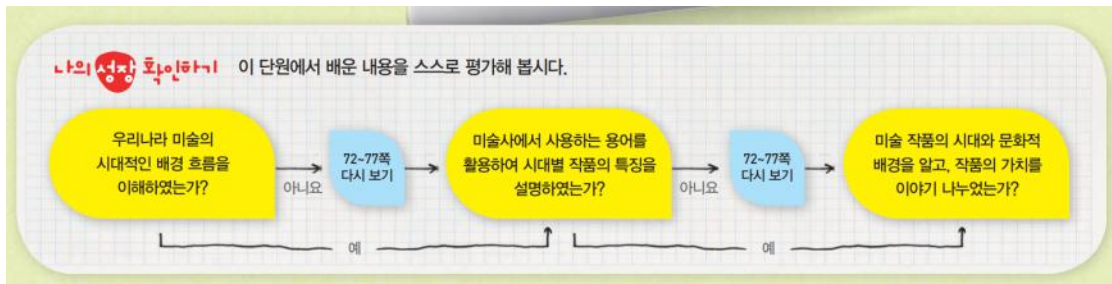 나의 성장 확인하기 이 단원에서 배운 내용을 스스로 평가해 봅시다.
우리나라 미술의
시대적인 배경 흐름을
이해하였는가?
아니요
72~77쪽
다시 보기
미술사에서 사용하는 용어를
활용하여 시대별 작품의 특징을
설명하였는가?
아니요
72~77쪽
다시 보기
미술 작품의 시대와 문화적
배경을 알고, 작품의 가치를
이야기 나누었는가?
예
예